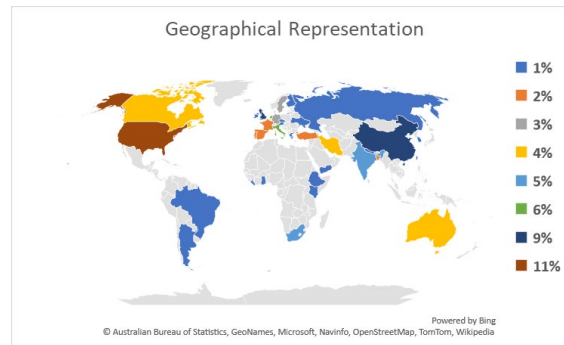 Geographical Representation
1%
2%
3%
4%
5%
6%
9%
11%
Powered by Bing
© Australian Bureau of Statistics, GeoNames, Microsoft, Navinfo, OpenStreetMap, TomTom, Wikipedia